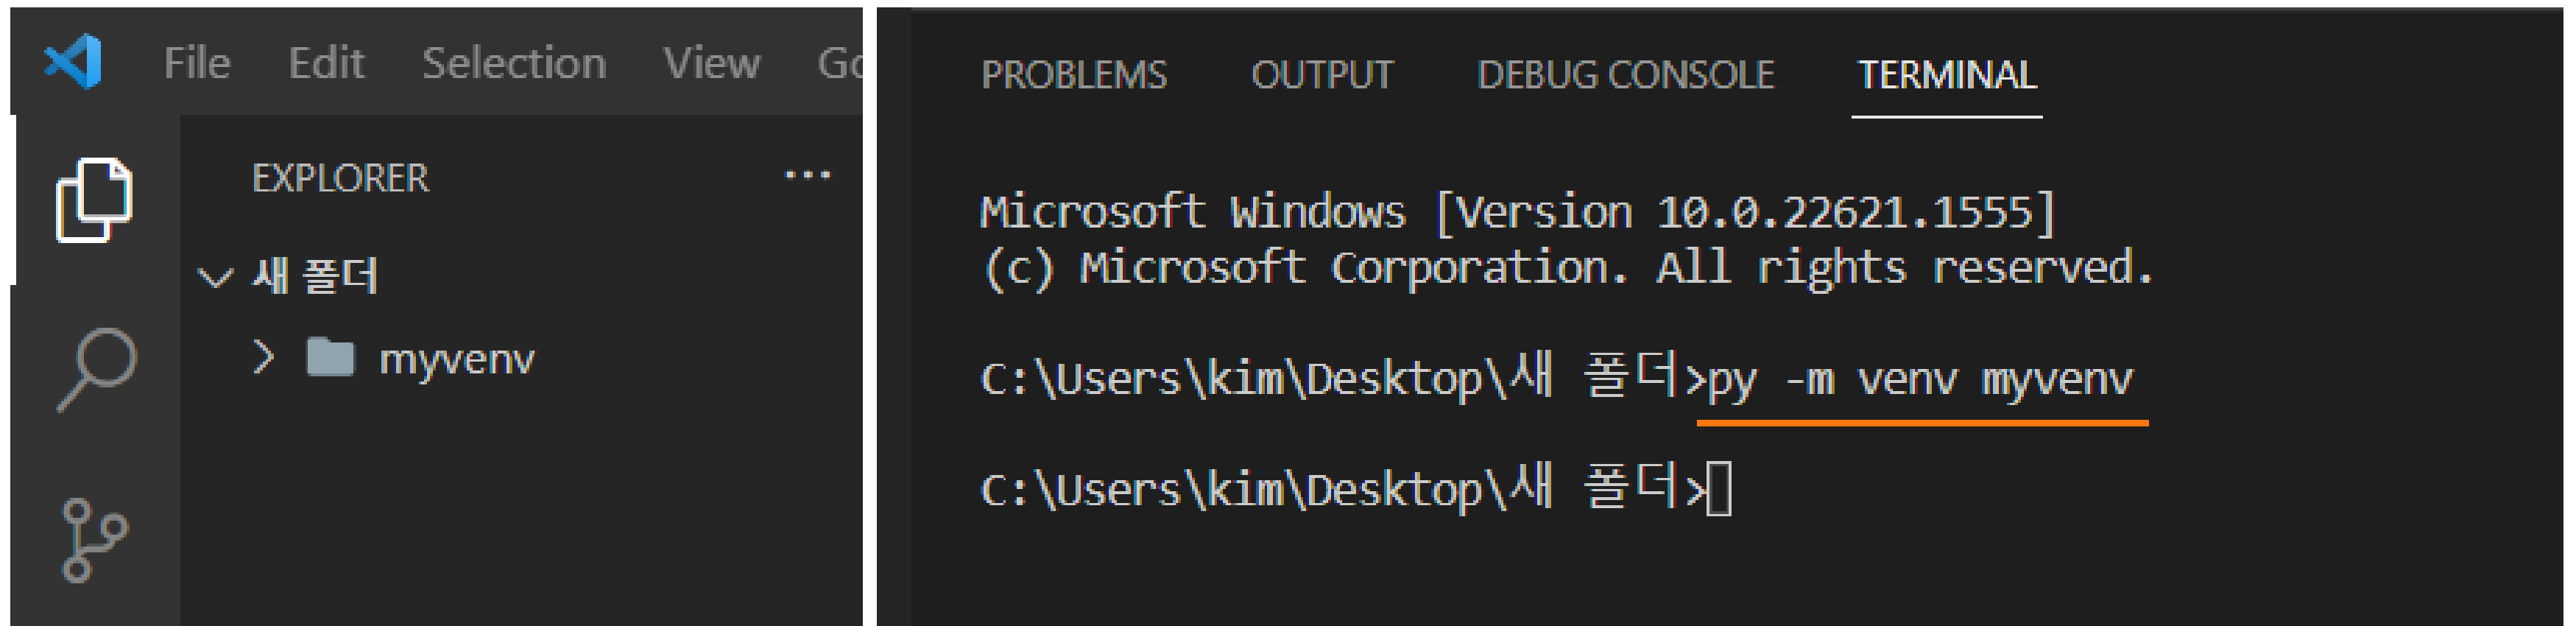 File Edit Selection View
EXPLORER ...
새 폴더
myvenv
PROBLEMS OUTPUT DEBUG CONSOLE TERMINAL
Microsoft Windows [Version 10.0.22621.1555]
(c) Microsoft Corporation. All rights reserved.
C:\Users\kim\Desktop\새 폴더>py -m venv myvenv
C:\Users\kim\Desktop\새 폴더>